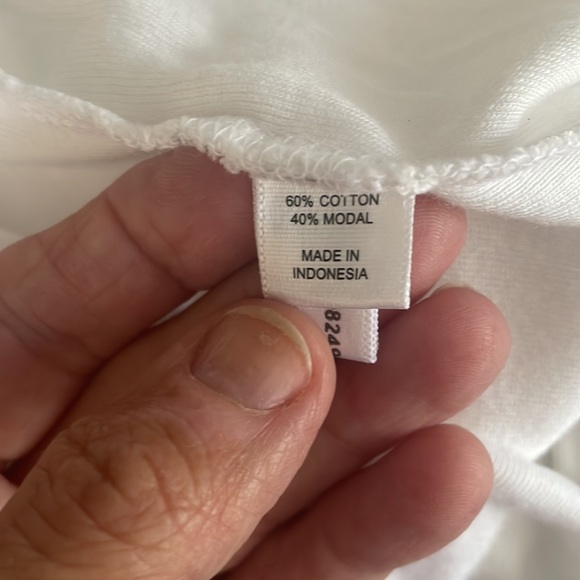 60% COTTON
40% MODAL
MADE IN
INDONESIA